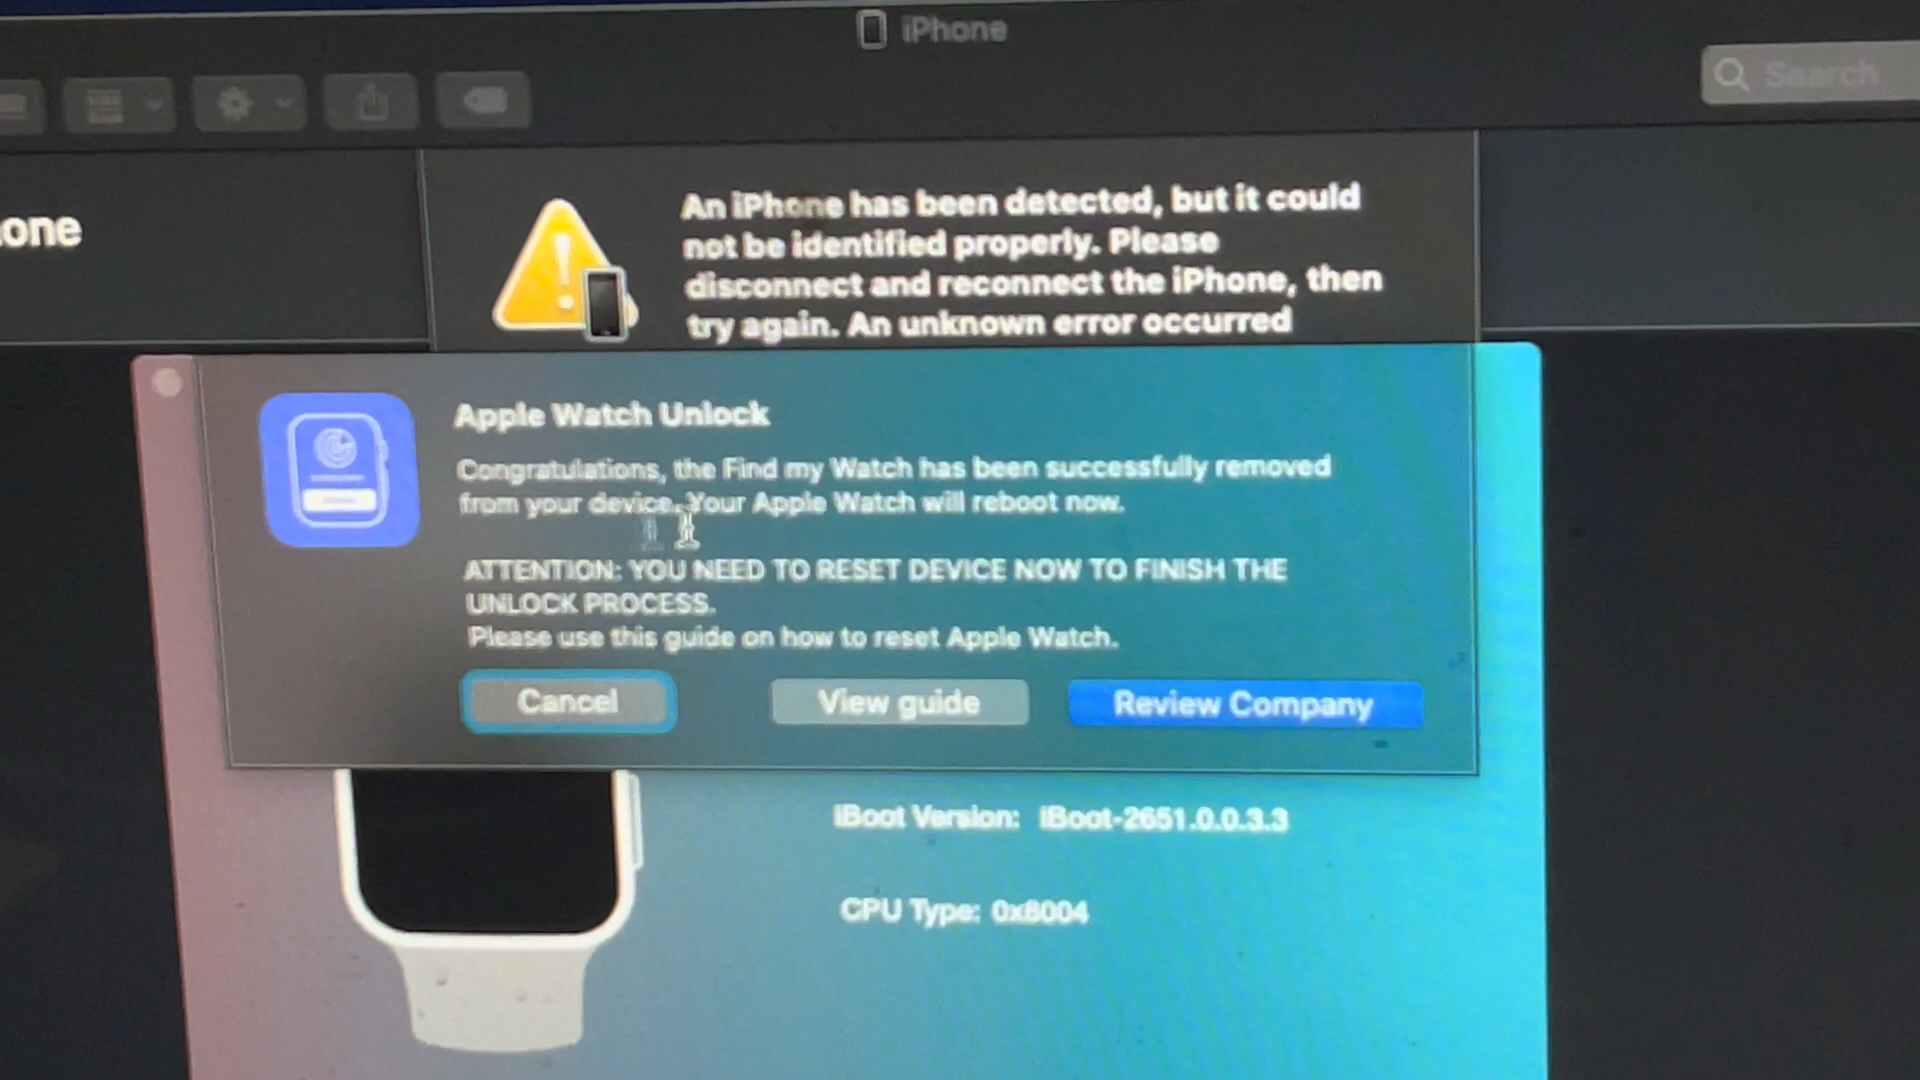 iPhone
Search
one
An iPhone has been detected, but it could
not be identified properly. Please
disconnect and reconnect the iPhone, then
try again. An unknown error occurred
Apple Watch Unlock
Congratulations, the Find my Watch has been successfully removed
from your device. Your Apple Watch will reboot now.
ATTENTION: YOU NEED TO RESET DEVICE NOW TO FINISH THE
UNLOCK PROCESS.
Please use this guide on how to reset Apple Watch.
Cancel
View guide
Review Company
iBoot Version: iBoot-2651.0.0.3.3
CPU Type: 0x8004